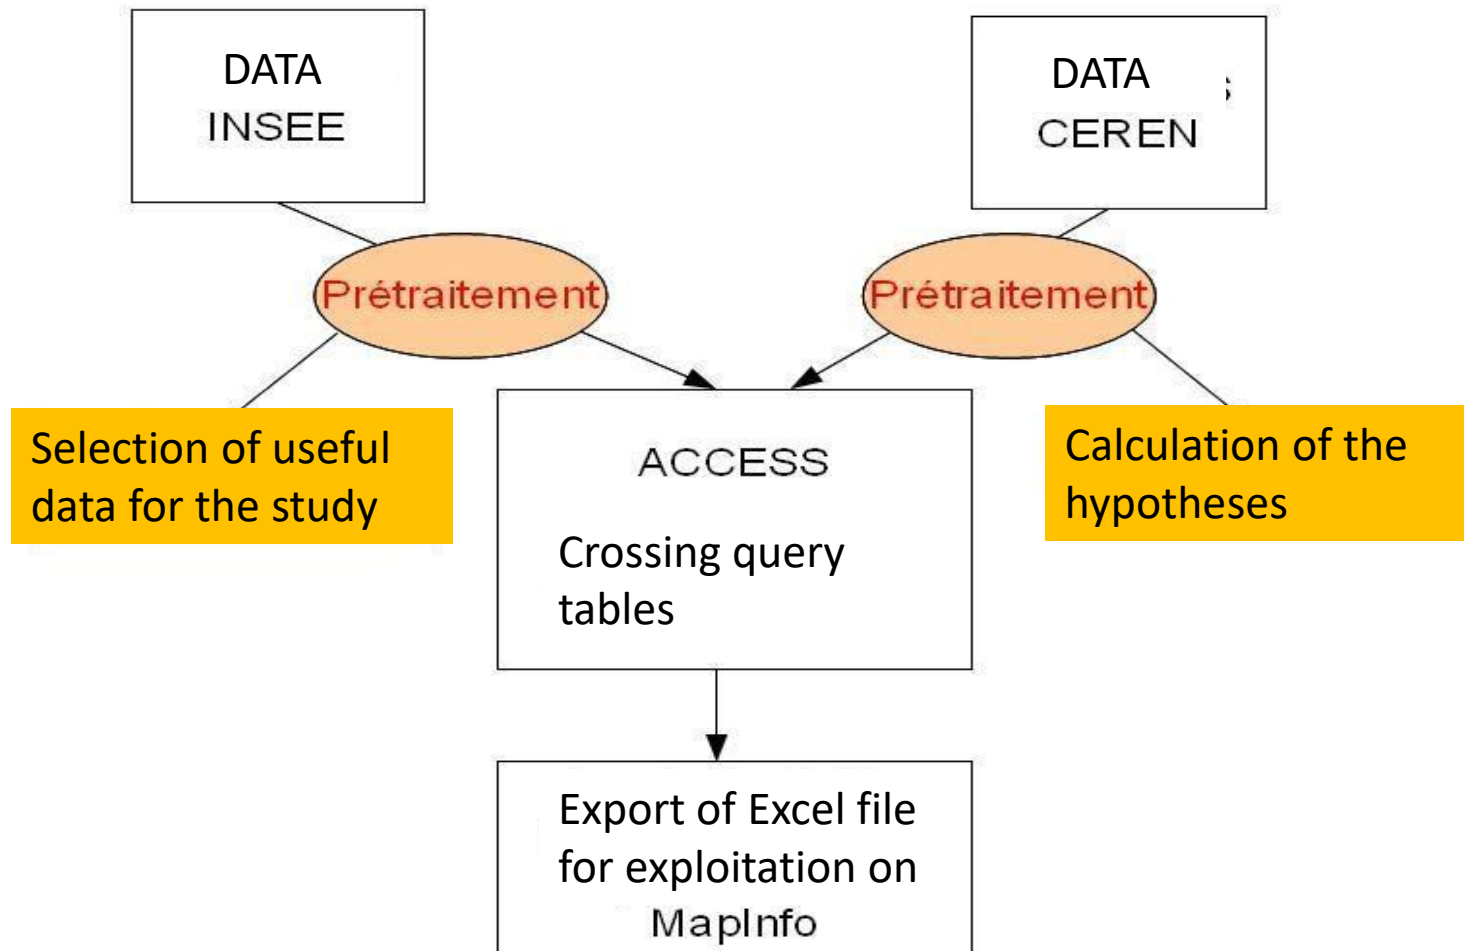 DATA
INSEE
DATA
CEREN
Prétraitement
Prétraitement
Selection of useful
data for the study
ACCESS
Crossing query
tables
Calculation of the
hypotheses
Export of Excel file
for exploitation on
MapInfo